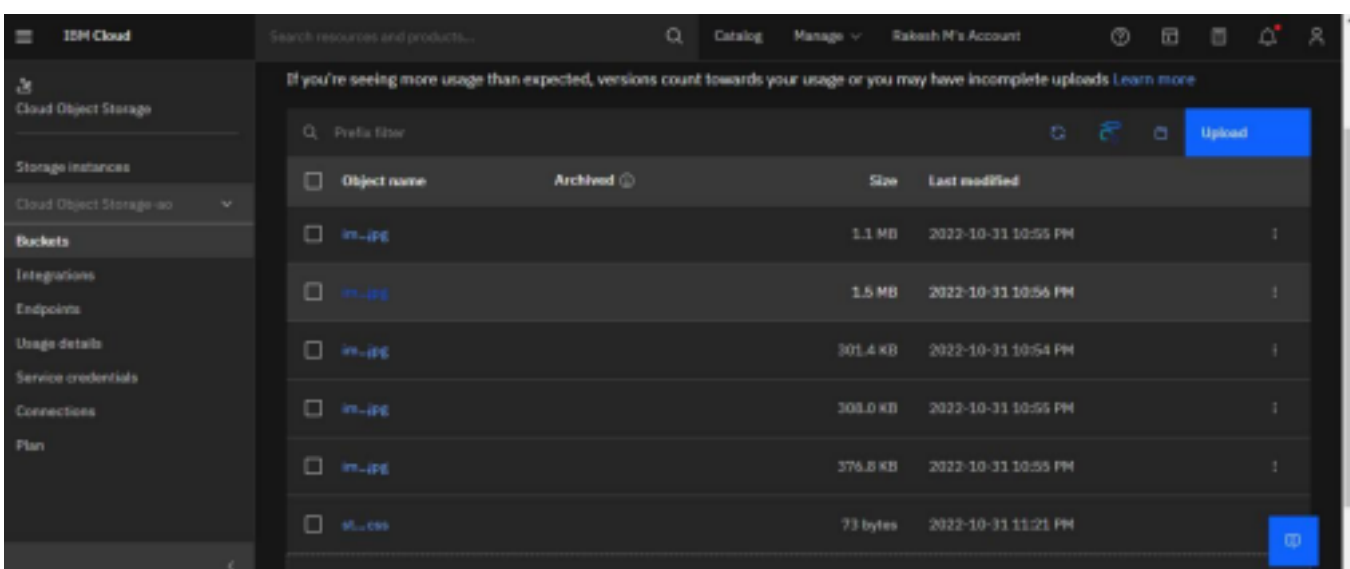 IBM Cloud
Search resources and products...
Catalog
Manage
Rakesh M's Account
Cloud Object Storage
Storage instances
Cloud Object Storage-ao
Buckets
Integrations
Endpoints
Usage details
Service credentials
Connections
Plan
If you're seeing more usage than expected, versions count towards your usage or you may have incomplete uploads Learn more
Prefix filter
Upload
Object name Archived Size Last modified
im...jpg 1.1 MB 2022-10-31 10:55 PM
im...jpg 1.5 MB 2022-10-31 10:56 PM
im...jpg 301.4 KB 2022-10-31 10:54 PM
im...jpg 308.0 KB 2022-10-31 10:55 PM
im...jpg 376.8 KB 2022-10-31 10:55 PM
st...css 73 bytes 2022-10-31 11:21 PM